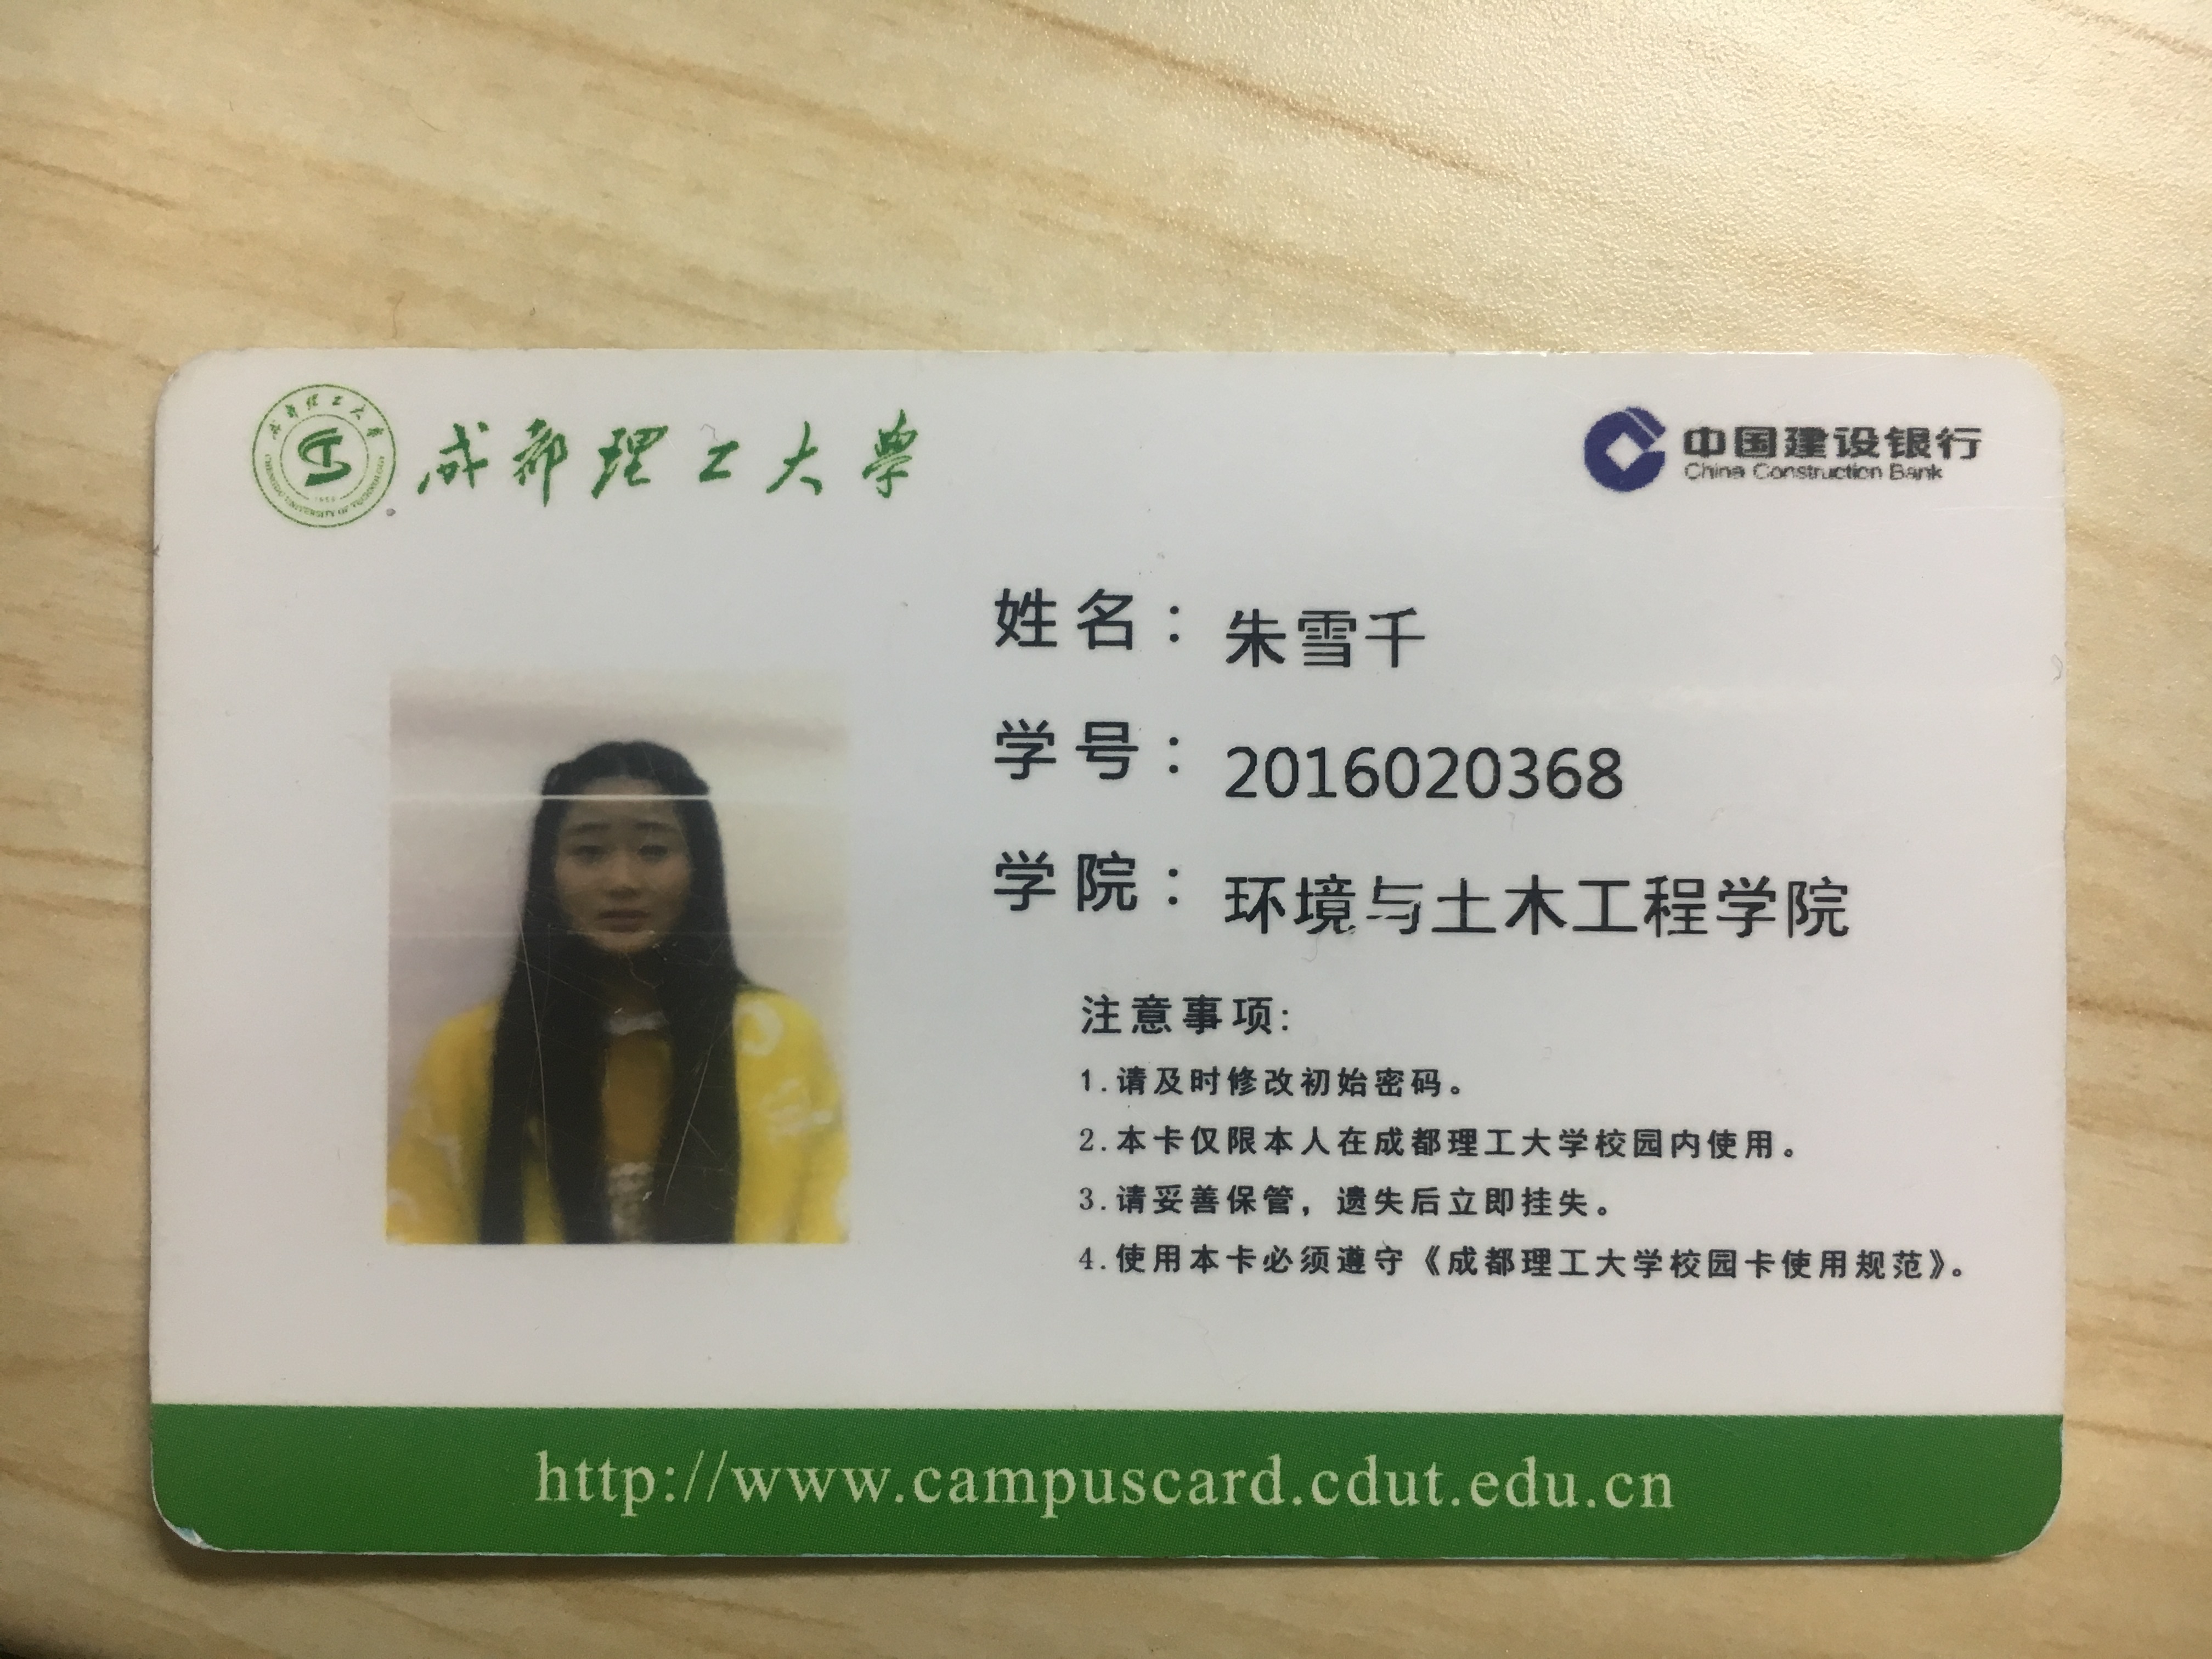 成都理工大学
中国建设银行
China Construction Bank
姓名： 朱雪千
学号： 2016020368
学院： 环境与土木工程学院
注意事项:
1.请及时修改初始密码。
2.本卡仅限本人在成都理工大学校园内使用。
3.请妥善保管，遗失后立即挂失。
4.使用本卡必须遵守《成都理工大学校园卡使用规范》。
http://www.campuscard.cdut.edu.cn